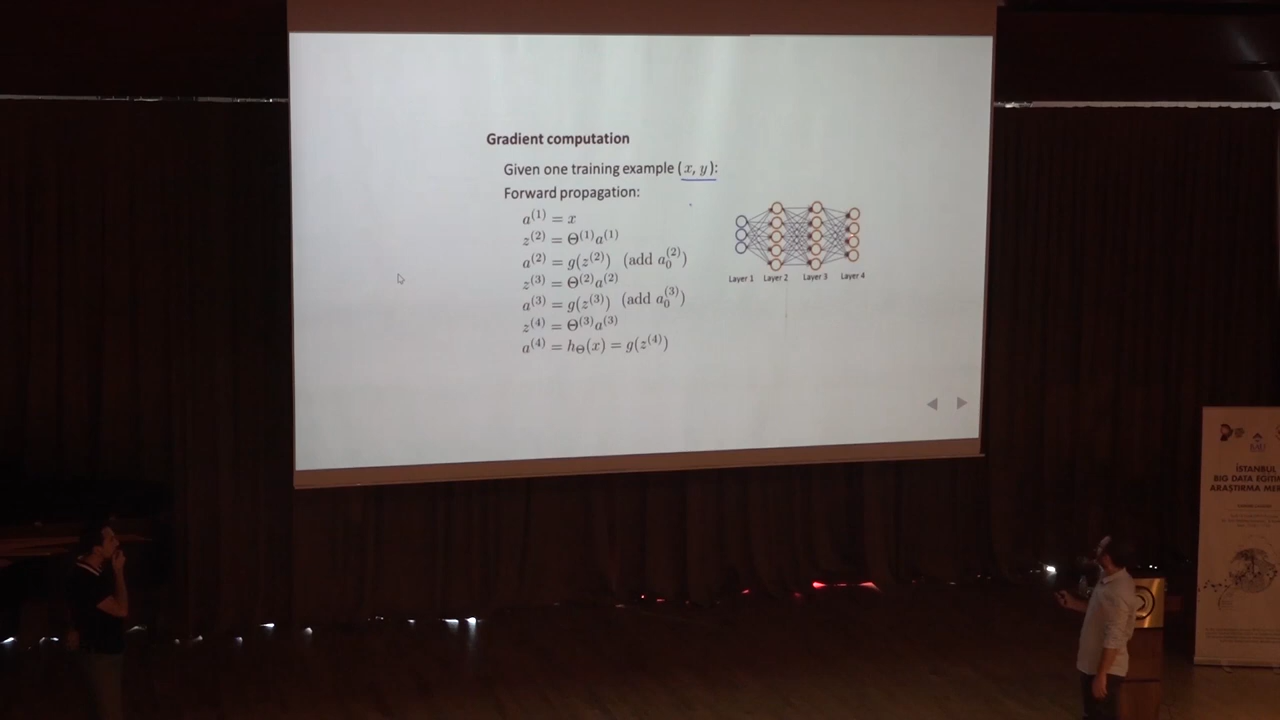 Gradient computation
Given one training example (x, y):
Forward propagation:
a^(1) = x
z^(2) = Θ^(1)a^(1)
a^(2) = g(z^(2)) (add a_0^(2))
z^(3) = Θ^(2)a^(2)
a^(3) = g(z^(3)) (add a_0^(3))
z^(4) = Θ^(3)a^(3)
a^(4) = h_Θ(x) = g(z^(4))
Layer 1 Layer 2 Layer 3 Layer 4
İSTANBUL
BIG DATA EĞİTİM
ARAŞTIRMA